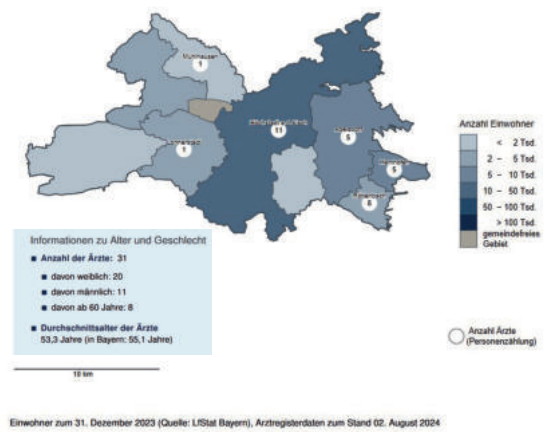 Mühlhausen
1
11
5
Lonnerstadt
1
5
6
Anzahl Einwohner
< 2 Tsd.
2 – 5 Tsd.
5 – 10 Tsd.
10 – 50 Tsd.
50 – 100 Tsd.
> 100 Tsd.
gemeindefreies
Gebiet
Informationen zu Alter und Geschlecht
■ Anzahl der Ärzte: 31
■ davon weiblich: 20
■ davon männlich: 11
■ davon ab 60 Jahre: 8
■ Durchschnittsalter der Ärzte
53,3 Jahre (in Bayern: 55,1 Jahre)
Anzahl Ärzte
(Personenzählung)
10 km
Einwohner zum 31. Dezember 2023 (Quelle: LfStat Bayern), Arztregisterdaten zum Stand 02. August 2024